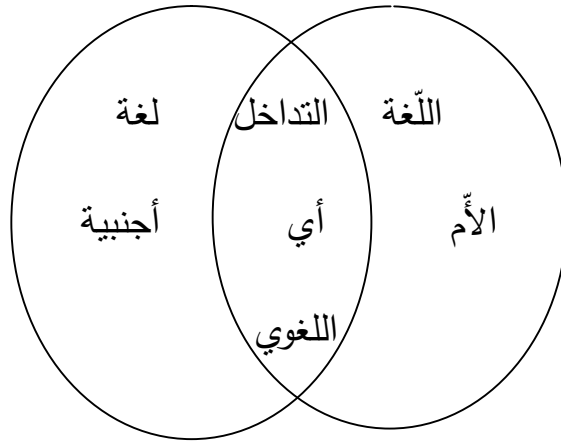 اللّغة
الأّم
التداخل
أي
اللغوي
لغة
أجنبية